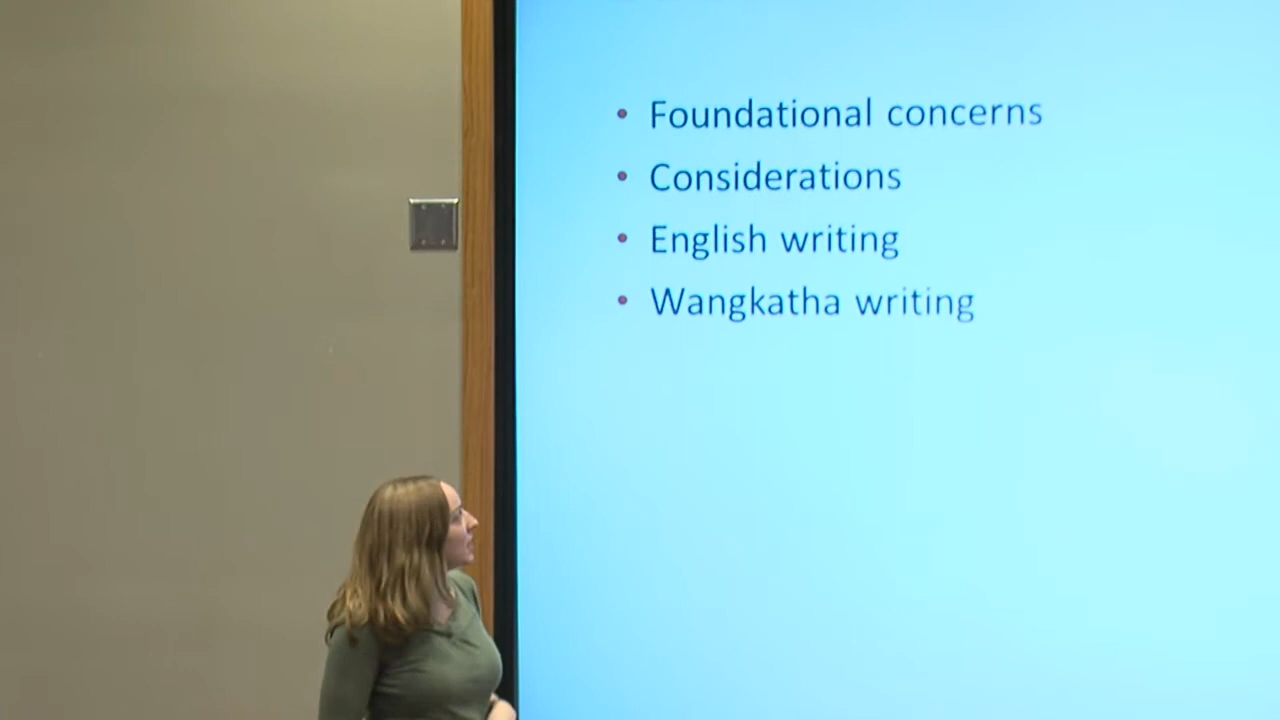 • Foundational concerns
• Considerations
• English writing
• Wangkatha writing